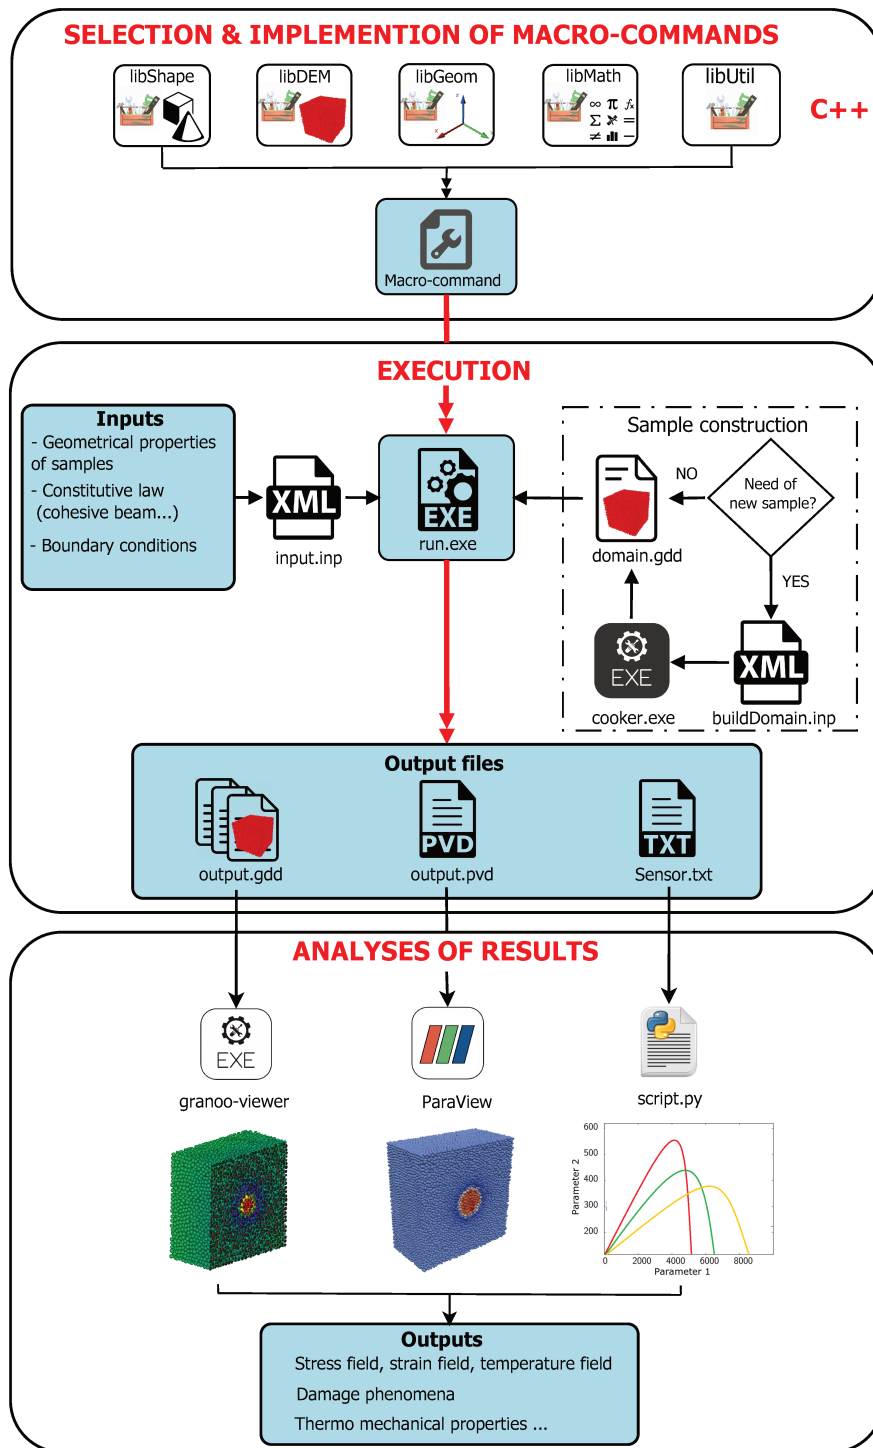 SELECTION & IMPLEMENTION OF MACRO-COMMANDS
libShape
libDEM
libGeom
libMath
libUtil
C++
z
x
∞ π fx
Σ =
≠ −
Macro-command
EXECUTION
Inputs
- Geometrical properties
of samples
- Constitutive law
(cohesive beam...)
- Boundary conditions
XML
input.inp
EXE
run.exe
Sample construction
Need of
new sample?
NO
YES
domain.gdd
EXE
cooker.exe
XML
buildDomain.inp
Output files
output.gdd
PVD
output.pvd
TXT
Sensor.txt
ANALYSES OF RESULTS
EXE
granoo-viewer
ParaView
script.py
600
500
400
300
200
Parameter 2
0 2000 4000 6000 8000
Parameter 1
Outputs
Stress field, strain field, temperature field
Damage phenomena
Thermo mechanical properties ...